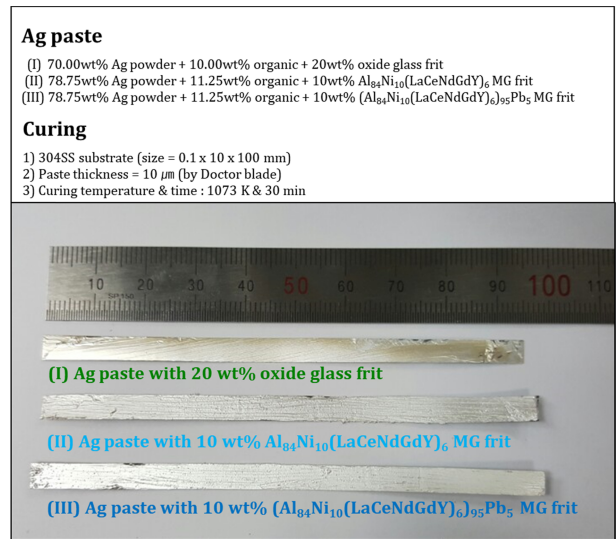 Ag paste
(I) 70.00wt% Ag powder + 10.00wt% organic + 20wt% oxide glass frit
(II) 78.75wt% Ag powder + 11.25wt% organic + 10wt% Al₈₄Ni₁₀(LaCeNdGdY)₆ MG frit
(III) 78.75wt% Ag powder + 11.25wt% organic + 10wt% (Al₈₄Ni₁₀(LaCeNdGdY)₆)₉₅Pb₅ MG frit
Curing
1) 304SS substrate (size = 0.1 x 10 x 100 mm)
2) Paste thickness = 10 ㎛ (by Doctor blade)
3) Curing temperature & time : 1073 K & 30 min
10 20 30 40 50 60 70 80 90 100 110
(I) Ag paste with 20 wt% oxide glass frit
(II) Ag paste with 10 wt% Al₈₄Ni₁₀(LaCeNdGdY)₆ MG frit
(III) Ag paste with 10 wt% (Al₈₄Ni₁₀(LaCeNdGdY)₆)₉₅Pb₅ MG frit